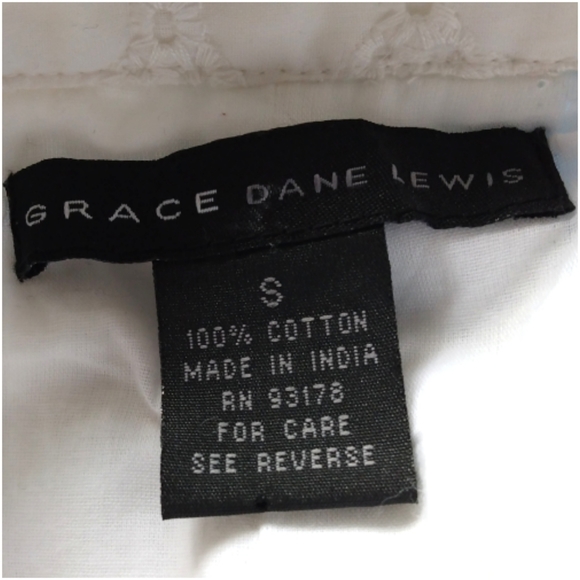 GRACE DANE LEWIS
S
100% COTTON
MADE IN INDIA
RN 93178
FOR CARE
SEE REVERSE